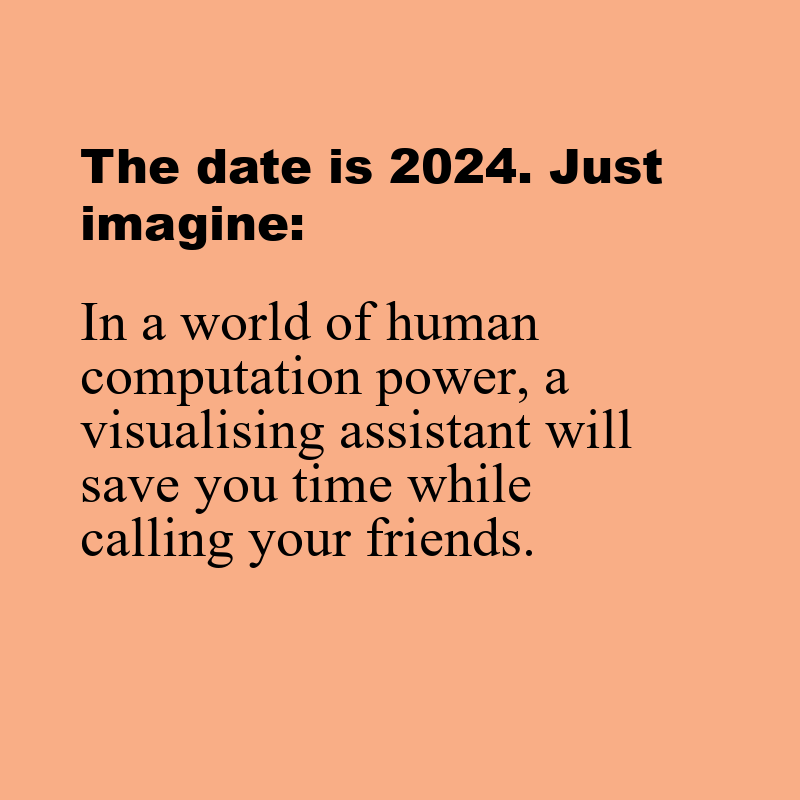 The date is 2024. Just
imagine:
In a world of human
computation power, a
visualising assistant will
save you time while
calling your friends.